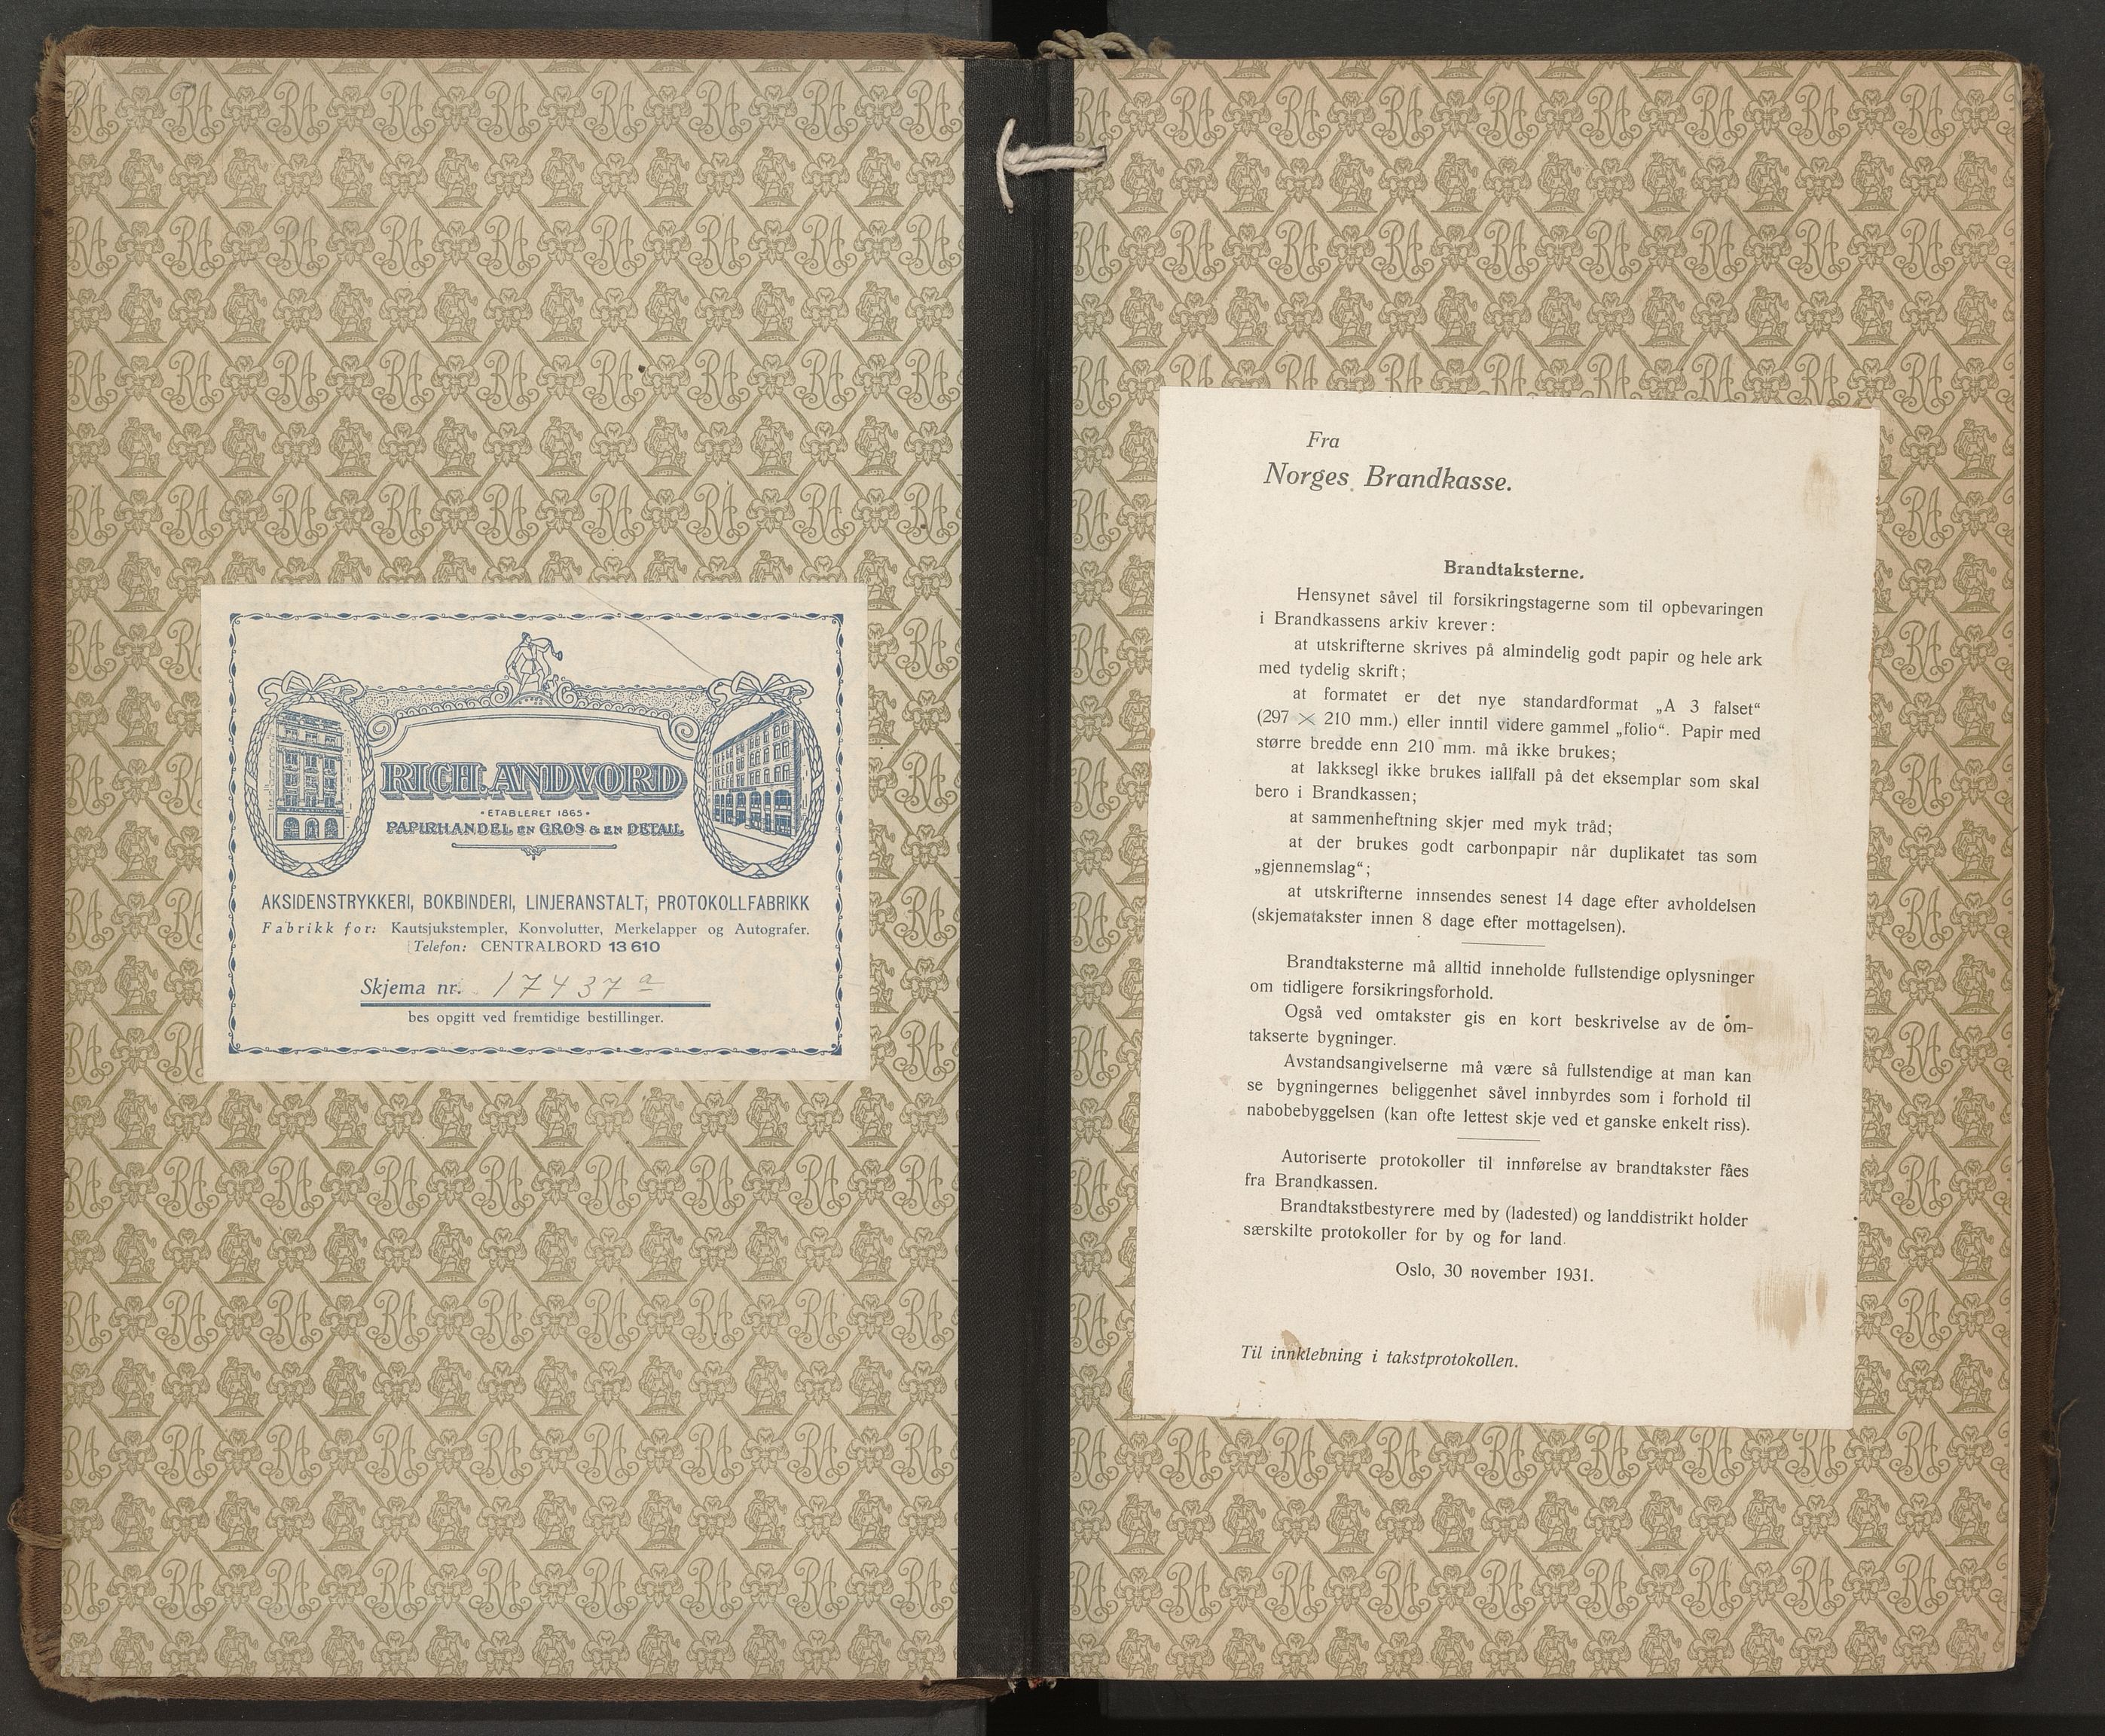 RICH. ANDVORD
·ETABLERET 1865·
PAPIRHANDEL EN GROS & EN DETAIL
AKSIDENSTRYKKERI, BOKBINDERI, LINJERANSTALT, PROTOKOLLFABRIKK
Fabrikk for: Kautsjukstempler, Konvolutter, Merkelapper og Autografer.
Telefon: CENTRALBORD 13 610
Skjema nr. 17437 a
bes opgitt ved fremtidige bestillinger.
Fra
Norges Brandkasse.
Brandtaksterne.
Hensynet såvel til forsikringstagerne som til opbevaringen
i Brandkassens arkiv krever:
at utskrifterne skrives på almindelig godt papir og hele ark
med tydelig skrift;
at formatet er det nye standardformat „A 3 falset“
(297 × 210 mm.) eller inntil videre gammel „folio“. Papir med
større bredde enn 210 mm. må ikke brukes;
at lakksegl ikke brukes iallfall på det eksemplar som skal
bero i Brandkassen;
at sammenheftning skjer med myk tråd;
at der brukes godt carbonpapir når duplikatet tas som
„gjennemslag“;
at utskrifterne innsendes senest 14 dage efter avholdelsen
(skjematakster innen 8 dage efter mottagelsen).
Brandtaksterne må alltid inneholde fullstendige oplysninger
om tidligere forsikringsforhold.
Også ved omtakster gis en kort beskrivelse av de om-
takserte bygninger.
Avstandsangivelserne må være så fullstendige at man kan
se bygningernes beliggenhet såvel innbyrdes som i forhold til
nabobebyggelsen (kan ofte lettest skje ved et ganske enkelt riss).
Autoriserte protokoller til innførelse av brandtakster fåes
fra Brandkassen.
Brandtakstbestyrere med by (ladested) og landdistrikt holder
særskilte protokoller for by og for land.
Oslo, 30 november 1931.
Til innklebning i takstprotokollen.